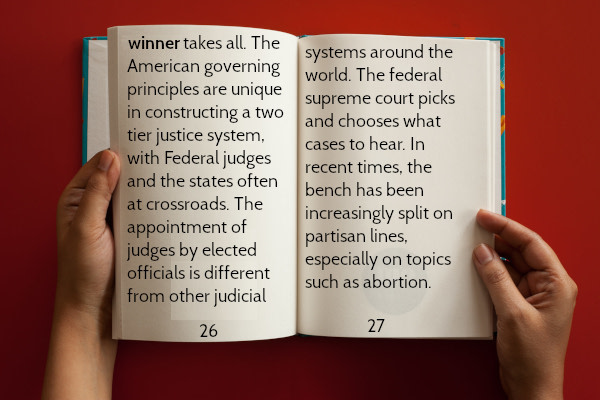 winner takes all. The
American governing
principles are unique
in constructing a two
tier justice system,
with Federal judges
and the states often
at crossroads. The
appointment of
judges by elected
officials is different
from other judicial
26
systems around the
world. The federal
supreme court picks
and chooses what
cases to hear. In
recent times, the
bench has been
increasingly split on
partisan lines,
especially on topics
such as abortion.
27